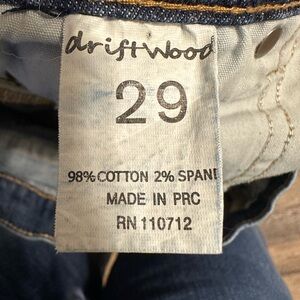 driftwood
29
98% COTTON 2% SPAN
MADE IN PRC
RN 110712